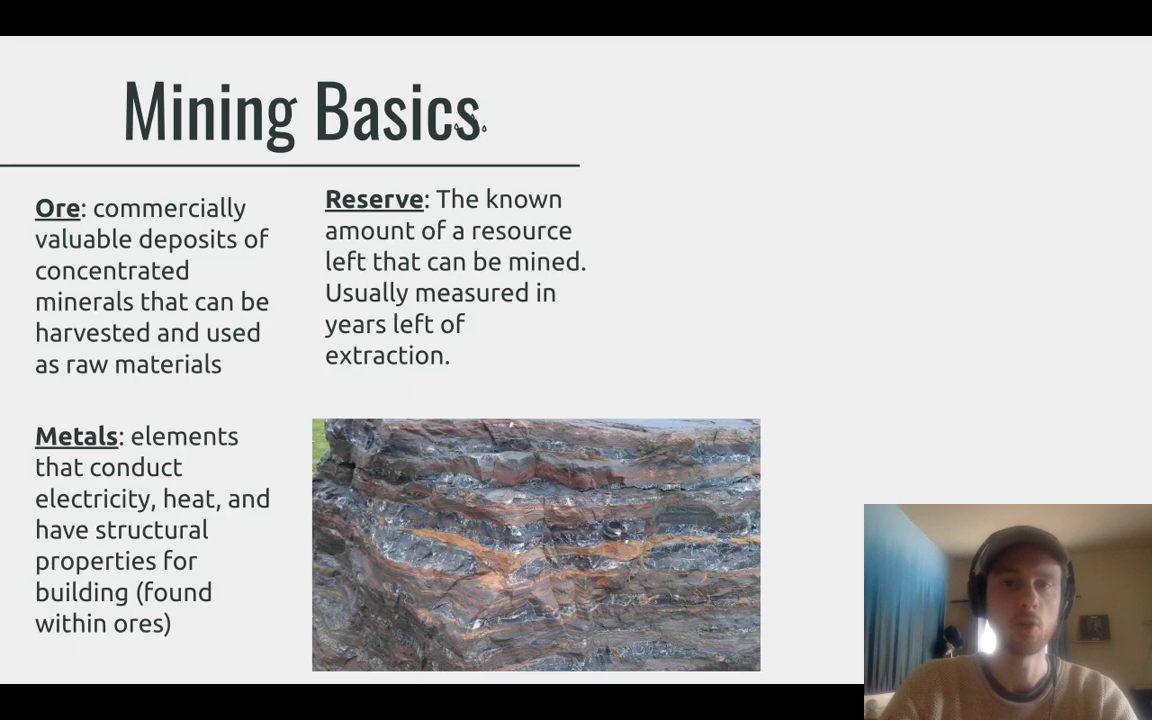 Mining Basics
Ore: commercially
valuable deposits of
concentrated
minerals that can be
harvested and used
as raw materials
Metals: elements
that conduct
electricity, heat, and
have structural
properties for
building (found
within ores)
Reserve: The known
amount of a resource
left that can be mined.
Usually measured in
years left of
extraction.